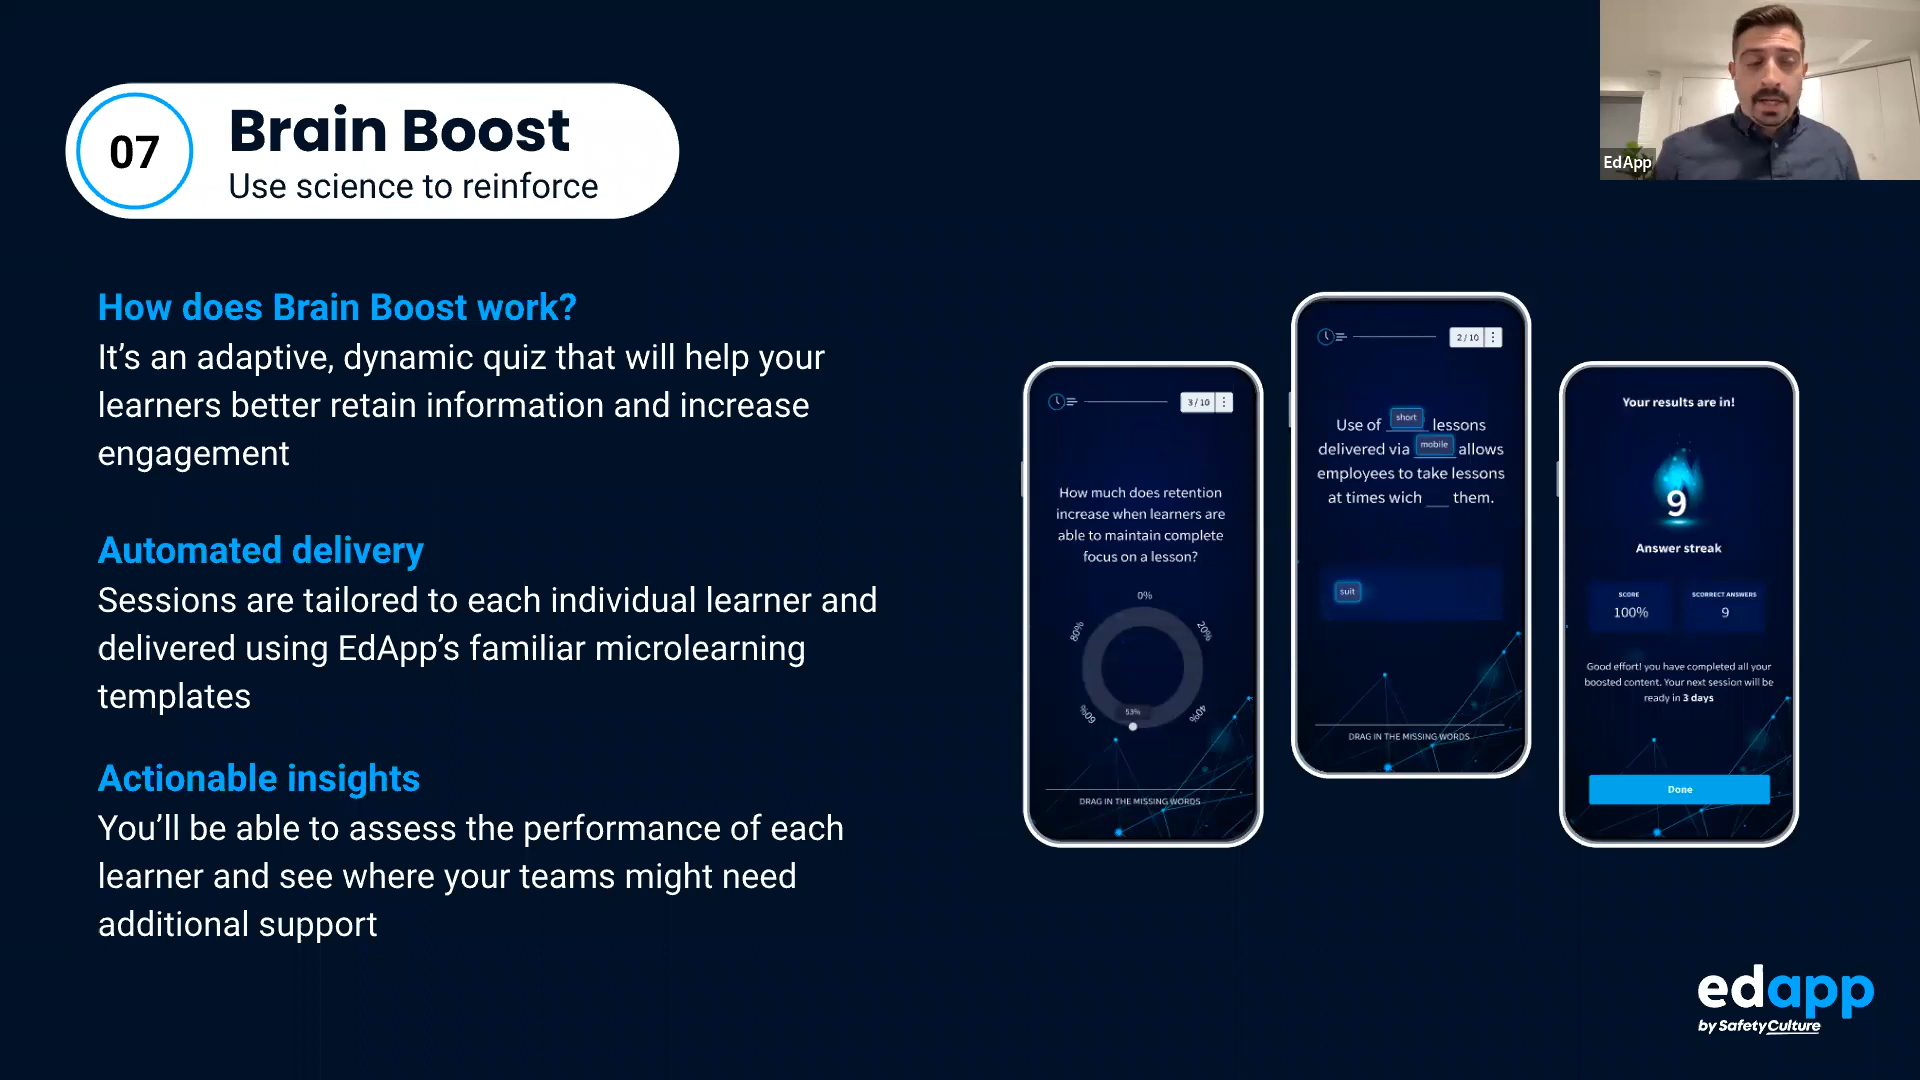 07
Brain Boost
Use science to reinforce
EdApp
How does Brain Boost work?
It's an adaptive, dynamic quiz that will help your
learners better retain information and increase
engagement
Automated delivery
Sessions are tailored to each individual learner and
delivered using EdApp's familiar microlearning
templates
Actionable insights
You'll be able to assess the performance of each
learner and see where your teams might need
additional support
3 / 10
How much does retention
increase when learners are
able to maintain complete
focus on a lesson?
0%
20%
40%
60%
80%
53%
DRAG IN THE MISSING WORDS
2 / 10
Use of short lessons
delivered via mobile allows
employees to take lessons
at times wich ___ them.
suit
DRAG IN THE MISSING WORDS
Your results are in!
9
Answer streak
SCORE
100%
SCORRECT ANSWERS
9
Good effort! you have completed all your
boosted content. Your next session will be
ready in 3 days
Done
edapp
by SafetyCulture